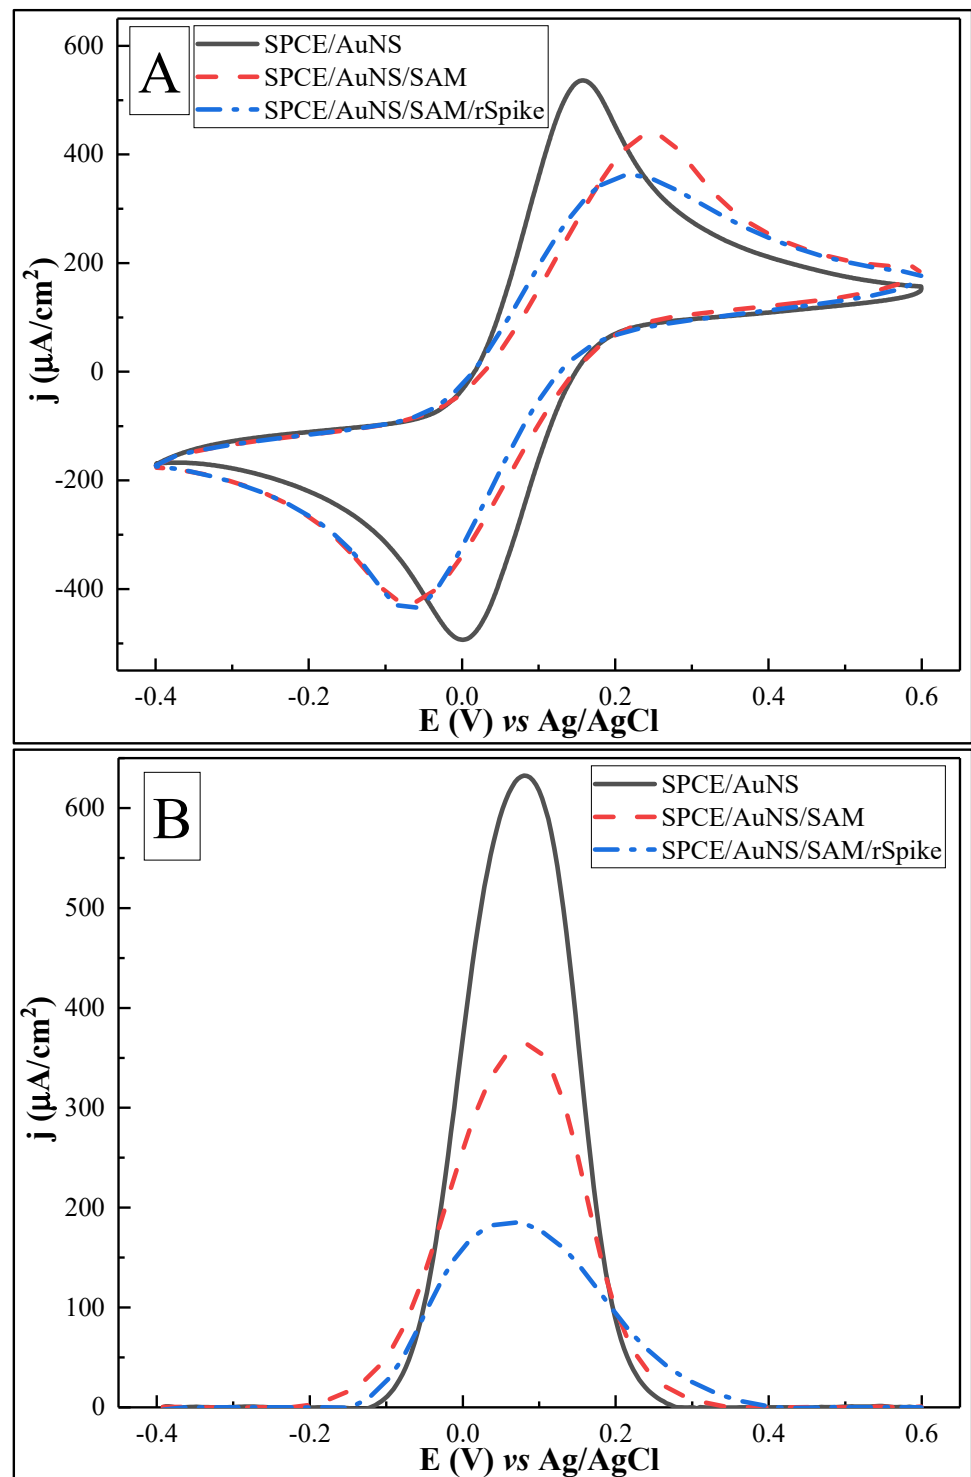 A
SPCE/AuNS
SPCE/AuNS/SAM
SPCE/AuNS/SAM/rSpike
600
400
200
0
-200
-400
j (µA/cm²)
-0.4 -0.2 0.0 0.2 0.4 0.6
E (V) vs Ag/AgCl
B
SPCE/AuNS
SPCE/AuNS/SAM
SPCE/AuNS/SAM/rSpike
600
500
400
300
200
100
0
j (µA/cm²)
-0.4 -0.2 0.0 0.2 0.4 0.6
E (V) vs Ag/AgCl